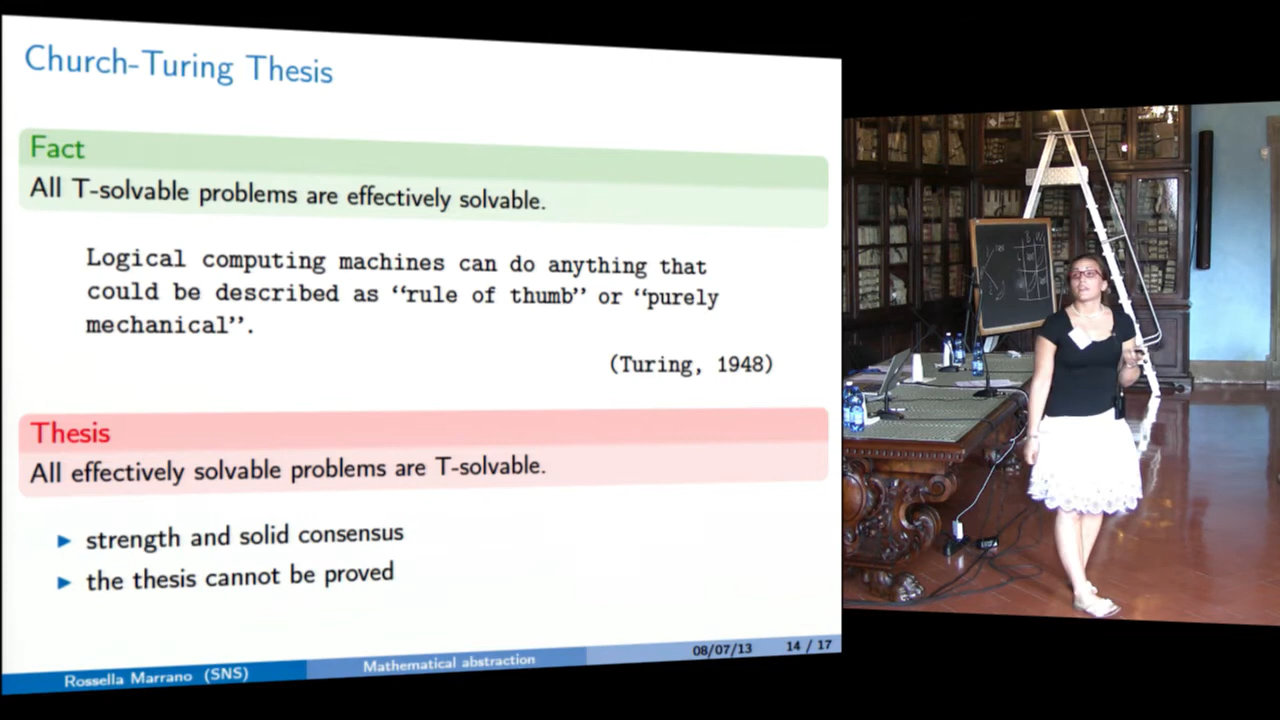 Church-Turing Thesis
Fact
All T-solvable problems are effectively solvable.
Logical computing machines can do anything that
could be described as “rule of thumb” or “purely
mechanical”.
(Turing, 1948)
Thesis
All effectively solvable problems are T-solvable.
▶ strength and solid consensus
▶ the thesis cannot be proved
Rossella Marrano (SNS)
Mathematical abstraction
08/07/13
14 / 17